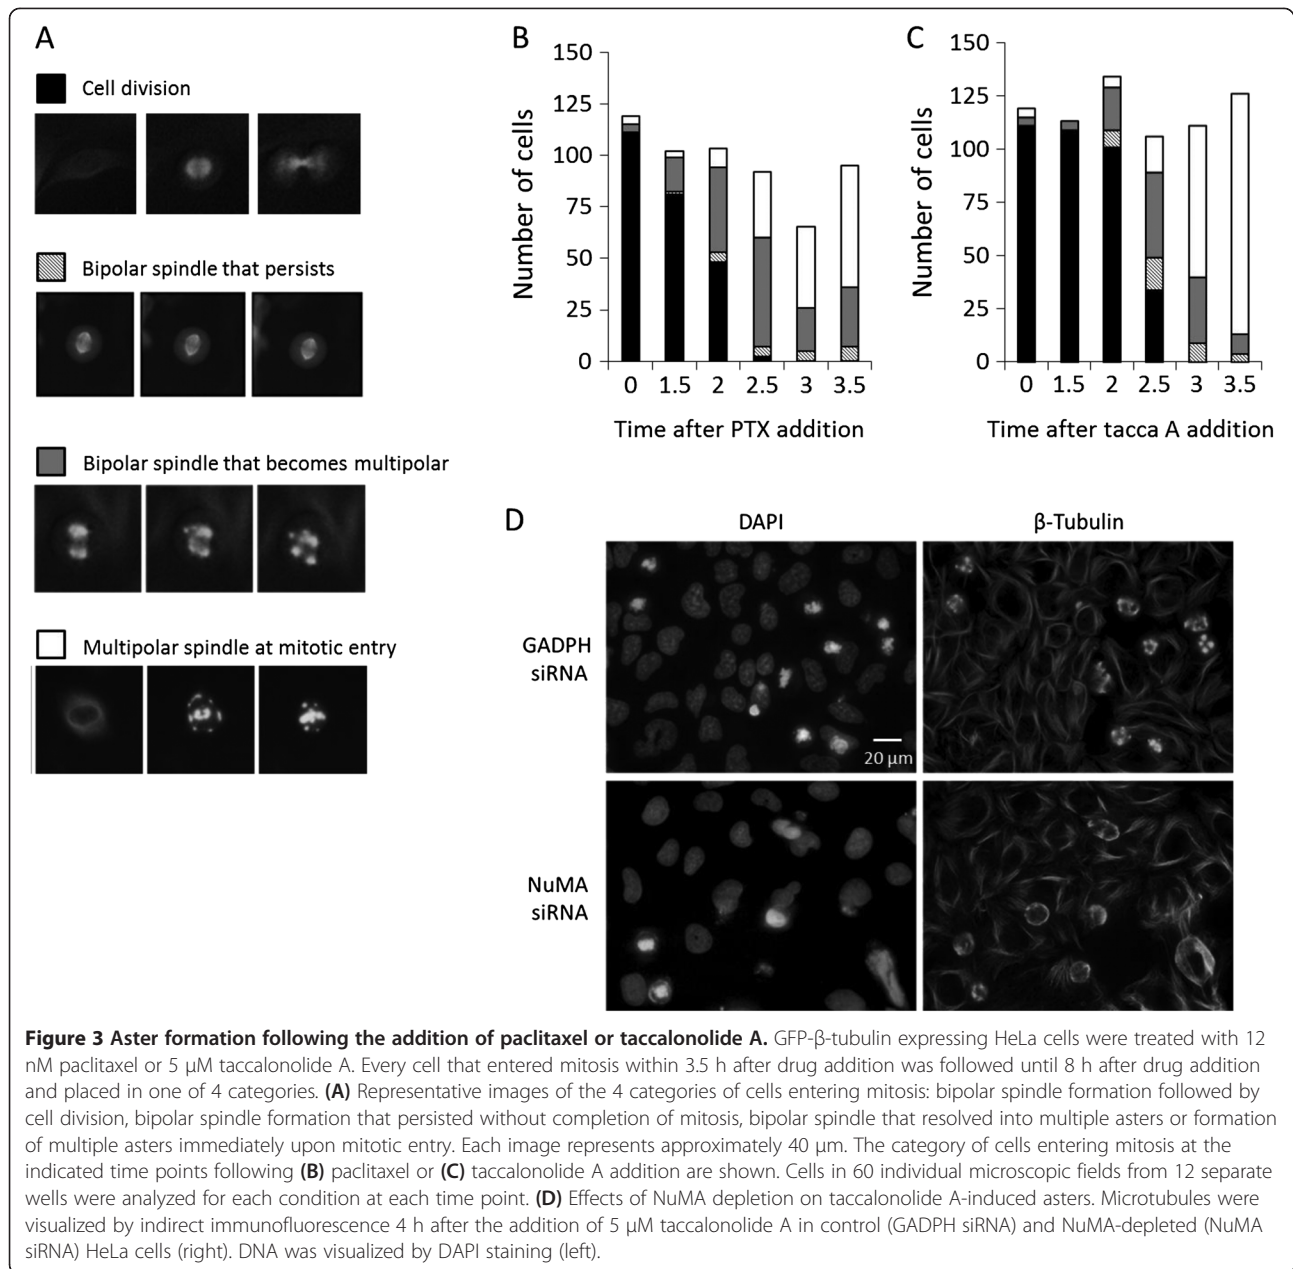 A
Cell division
Bipolar spindle that persists
Bipolar spindle that becomes multipolar
Multipolar spindle at mitotic entry
B
150
125
100
75
50
25
0
Number of cells
0 1.5 2 2.5 3 3.5
Time after PTX addition
C
150
125
100
75
50
25
0
Number of cells
0 1.5 2 2.5 3 3.5
Time after tacca A addition
D
DAPI
β-Tubulin
GADPH
siRNA
20 µm
NuMA
siRNA
Figure 3 Aster formation following the addition of paclitaxel or taccalonolide A. GFP-β-tubulin expressing HeLa cells were treated with 12
nM paclitaxel or 5 µM taccalonolide A. Every cell that entered mitosis within 3.5 h after drug addition was followed until 8 h after drug addition
and placed in one of 4 categories. (A) Representative images of the 4 categories of cells entering mitosis: bipolar spindle formation followed by
cell division, bipolar spindle formation that persisted without completion of mitosis, bipolar spindle that resolved into multiple asters or formation
of multiple asters immediately upon mitotic entry. Each image represents approximately 40 µm. The category of cells entering mitosis at the
indicated time points following (B) paclitaxel or (C) taccalonolide A addition are shown. Cells in 60 individual microscopic fields from 12 separate
wells were analyzed for each condition at each time point. (D) Effects of NuMA depletion on taccalonolide A-induced asters. Microtubules were
visualized by indirect immunofluorescence 4 h after the addition of 5 µM taccalonolide A in control (GADPH siRNA) and NuMA-depleted (NuMA
siRNA) HeLa cells (right). DNA was visualized by DAPI staining (left).